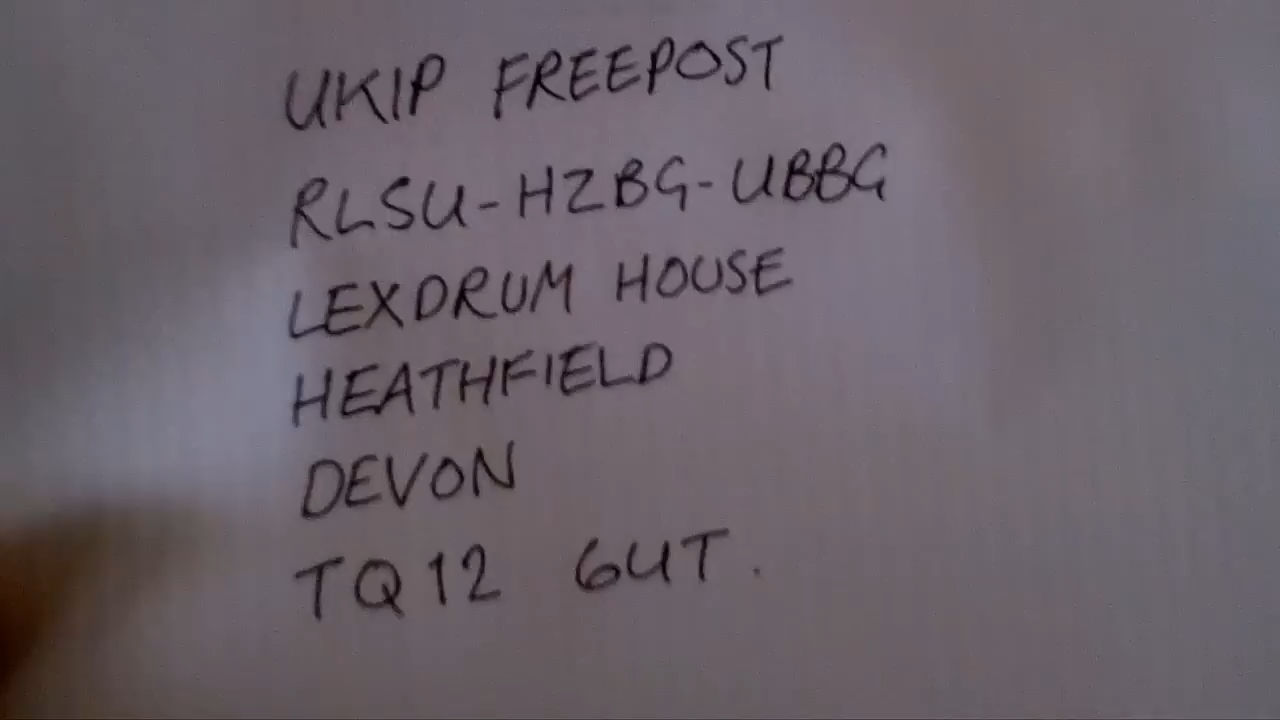 UKIP FREEPOST
RLSU-HZBG-UBBG
LEXDRUM HOUSE
HEATHFIELD
DEVON
TQ12 6UT.